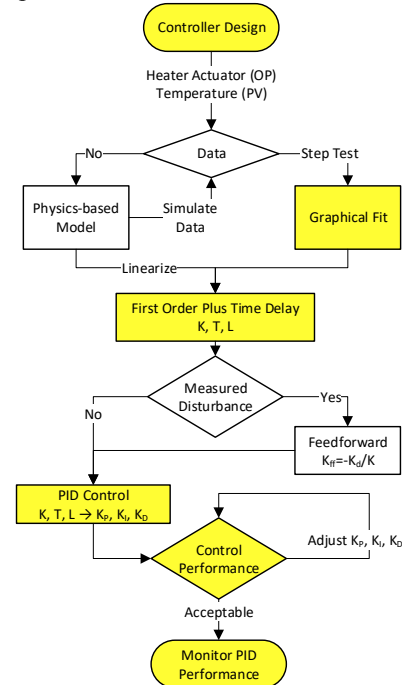 Controller Design
Heater Actuator (OP)
Temperature (PV)
No
Data
Step Test
Physics-based
Model
Simulate
Data
Graphical Fit
Linearize
First Order Plus Time Delay
K, T, L
Measured
Disturbance
Yes
No
Feedforward
Kff=-Kd/K
PID Control
K, T, L → KP, KI, KD
Control
Performance
Adjust KP, KI, KD
Acceptable
Monitor PID
Performance